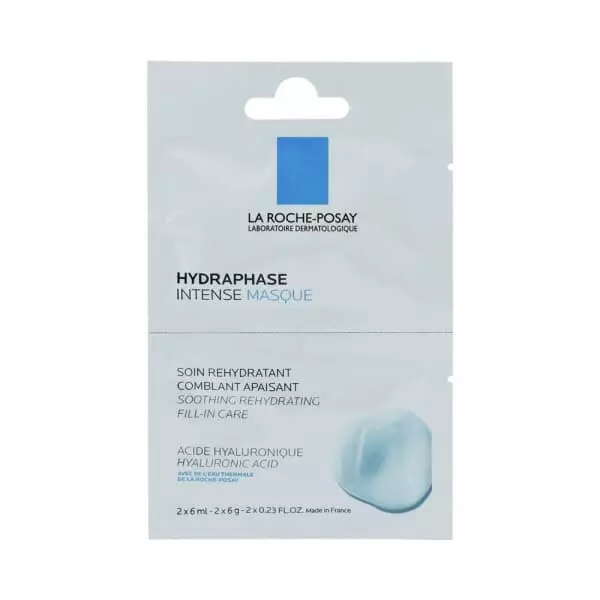 LA ROCHE-POSAY
LABORATOIRE DERMATOLOGIQUE
HYDRAPHASE
INTENSE MASQUE
SOIN REHYDRATANT
COMBLANT APAISANT
SOOTHING REHYDRATING
FILL-IN CARE
ACIDE HYALURONIQUE
HYALURONIC ACID
AVEC DE L'EAU THERMALE
DE LA ROCHE-POSAY
2 x 6 ml - 2 x 6 g - 2 x 0.23 FL.OZ. Made in France